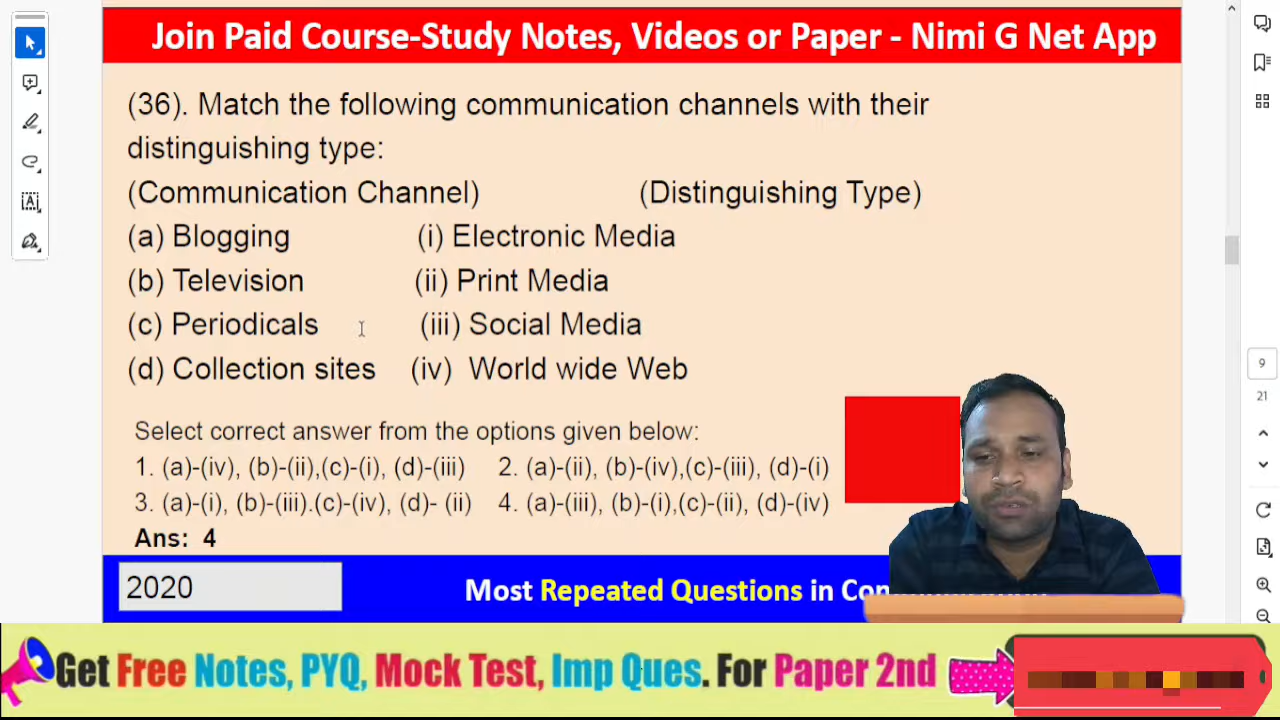 Join Paid Course-Study Notes, Videos or Paper - Nimi G Net App
(36). Match the following communication channels with their
distinguishing type:
(Communication Channel) (Distinguishing Type)
(a) Blogging (i) Electronic Media
(b) Television (ii) Print Media
(c) Periodicals (iii) Social Media
(d) Collection sites (iv) World wide Web
Select correct answer from the options given below:
1. (a)-(iv), (b)-(ii),(c)-(i), (d)-(iii) 2. (a)-(ii), (b)-(iv),(c)-(iii), (d)-(i)
3. (a)-(i), (b)-(iii).(c)-(iv), (d)- (ii) 4. (a)-(iii), (b)-(i),(c)-(ii), (d)-(iv)
Ans: 4
2020
Most Repeated Questions in
9
21
Get Free Notes, PYQ, Mock Test, Imp Ques. For Paper 2nd